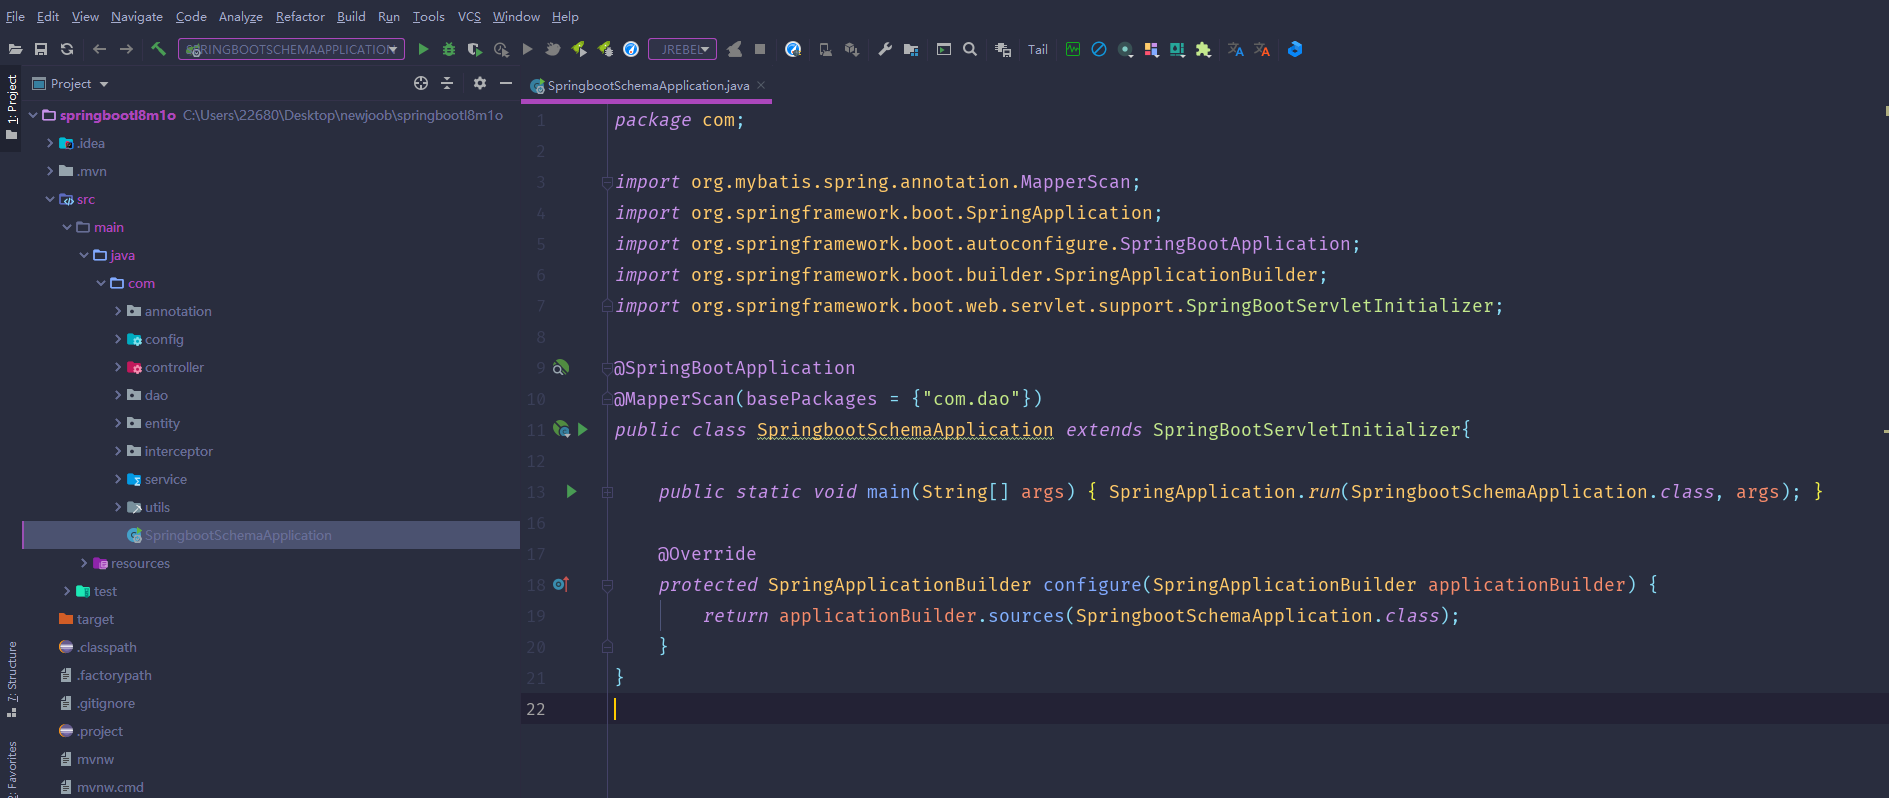 File Edit View Navigate Code Analyze Refactor Build Run Tools VCS Window Help
SPRINGBOOTSCHEMAAPPLICATION JREBEL Tail
Project
SpringbootSchemaApplication.java
1: Project
7: Structure
2: Favorites
springbootl8m1o C:\Users\22680\Desktop\newjoob\springbootl8m1o
.idea
.mvn
src
main
java
com
annotation
config
controller
dao
entity
interceptor
service
utils
SpringbootSchemaApplication
resources
test
target
.classpath
.factorypath
.gitignore
.project
mvnw
mvnw.cmd
1 package com;
2
3 import org.mybatis.spring.annotation.MapperScan;
4 import org.springframework.boot.SpringApplication;
5 import org.springframework.boot.autoconfigure.SpringBootApplication;
6 import org.springframework.boot.builder.SpringApplicationBuilder;
7 import org.springframework.boot.web.servlet.support.SpringBootServletInitializer;
8
9 @SpringBootApplication
10 @MapperScan(basePackages = {"com.dao"})
11 public class SpringbootSchemaApplication extends SpringBootServletInitializer{
12
13 public static void main(String[] args) { SpringApplication.run(SpringbootSchemaApplication.class, args); }
16
17 @Override
18 protected SpringApplicationBuilder configure(SpringApplicationBuilder applicationBuilder) {
19 return applicationBuilder.sources(SpringbootSchemaApplication.class);
20 }
21 }
22